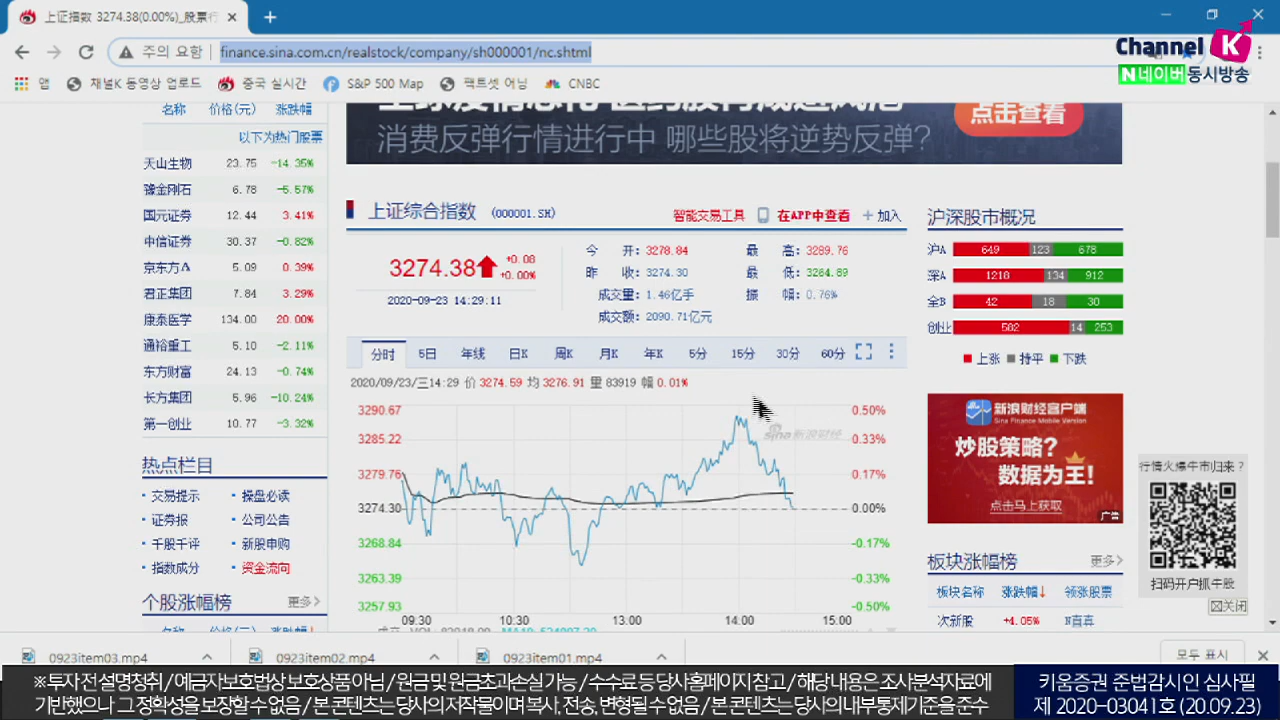 上证指数 3274.38(0.00%)_股票行
주의 요함
finance.sina.com.cn/realstock/company/sh000001/nc.shtml
Channel K
N네이버 동시방송
앱
채널K 동영상 업로드
중국 실시간
S&P 500 Map
팩트셋 어닝
CNBC
名称 价格(元) 涨跌幅
以下为热门股票
天山生物 23.75 -14.35%
豫金刚石 6.78 -5.57%
国元证券 12.44 3.41%
中信证券 30.37 -0.82%
京东方A 5.09 0.39%
君正集团 7.84 3.29%
康泰医学 134.00 20.00%
通裕重工 5.10 -2.11%
东方财富 24.13 -0.74%
长方集团 5.96 -10.24%
第一创业 10.77 -3.32%
热点栏目
交易提示 操盘必读
证券报 公司公告
千股千评 新股申购
指数成分 资金流向
个股涨幅榜 更多>
消费反弹行情进行中 哪些股将逆势反弹?
点击查看
上证综合指数 (000001.SH)
智能交易工具 在APP中查看 + 加入
3274.38 +0.08
+0.00%
2020-09-23 14:29:11
今 开: 3278.84 最 高: 3289.76
昨 收: 3274.30 最 低: 3264.89
成交量: 1.46亿手 振 幅: 0.76%
成交额: 2090.71亿元
分时 5日 年线 日K 周K 月K 年K 5分 15分 30分 60分
2020/09/23/三14:29 价 3274.59 均 3276.91 量 83919 幅 0.01%
3290.67 0.50%
3285.22 0.33%
sina 新浪财经
3279.76 0.17%
3274.30 0.00%
3268.84 -0.17%
3263.39 -0.33%
3257.93 -0.50%
09:30 10:30 13:00 14:00 15:00
沪深股市概况
沪A 649 123 678
深A 1218 134 912
全B 42 18 30
创业 582 14 253
上涨 持平 下跌
新浪财经客户端
Sina Finance Mobile Version
炒股策略?
数据为王!
点击马上获取
广告
板块涨幅榜 更多>
板块名称 涨跌幅↓ 领涨股票
次新股 +4.05%
行情火爆牛市归来?
扫码开户抓牛股
关闭
0923item03.mp4
0923item02.mp4
0923item01.mp4
모두 표시
※ 투자 전 설명청취 / 예금자보호법상 보호상품 아님 / 원금 및 원금초과손실 가능 / 수수료 등 당사홈페이지 참고 / 해당 내용은 조사분석자료에
기반했으나 그 정확성을 보장할 수 없음 / 본 콘텐츠는 당사의 저작물이며 복사, 전송, 변형될 수 없음 / 본 콘텐츠는 당사의 내부통제기준을 준수
키움증권 준법감시인 심사필
제 2020-03041호 (20.09.23)